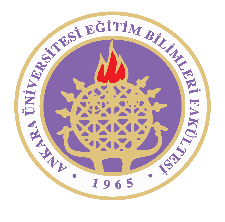 ANKARA ÜNİVERSİTESİ EĞİTİM BİLİMLERİ FAKÜLTESİ
• 1965 •